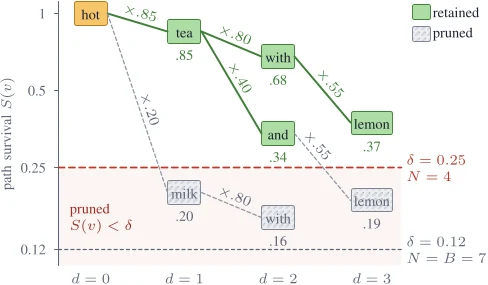 1
0.5
0.25
0.12
path survival S(v)
hot
×.85
tea
.85
×.80
with
.68
×.55
lemon
.37
×.40
and
.34
×.55
lemon
.19
×.20
milk
.20
×.80
with
.16
retained
pruned
pruned
S(v) < δ
δ = 0.25
N = 4
δ = 0.12
N = B = 7
d = 0
d = 1
d = 2
d = 3